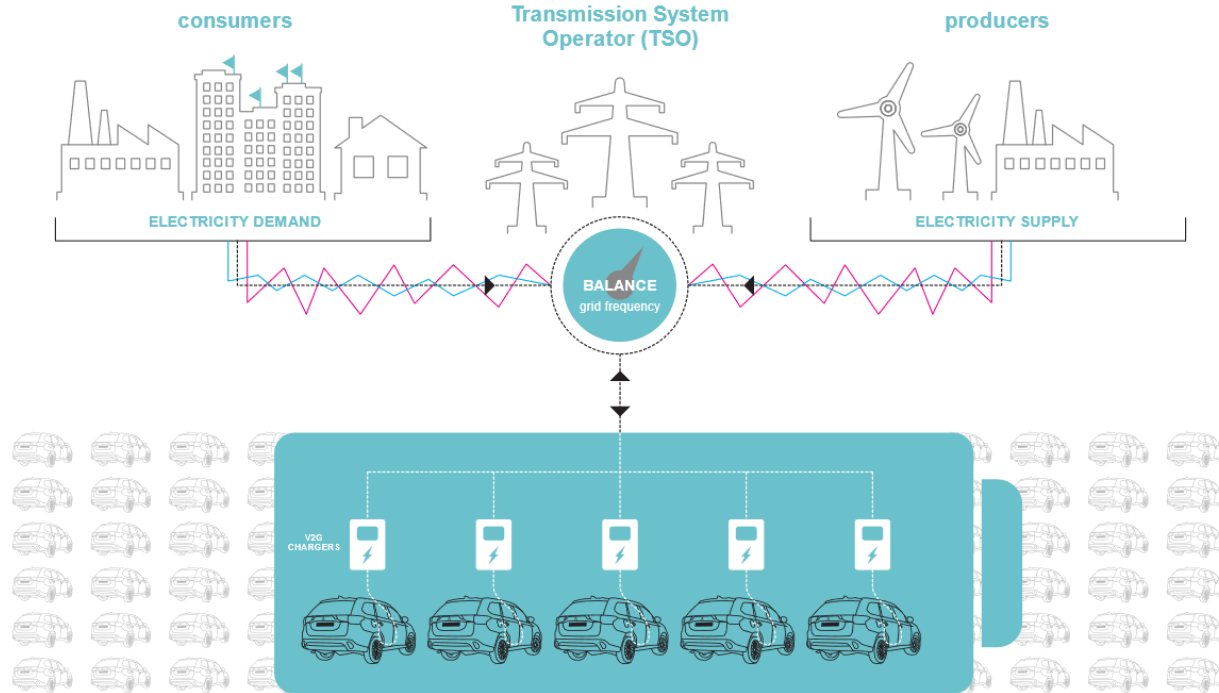 consumers
Transmission System
Operator (TSO)
producers
ELECTRICITY DEMAND
ELECTRICITY SUPPLY
BALANCE
grid frequency
V2G
CHARGERS